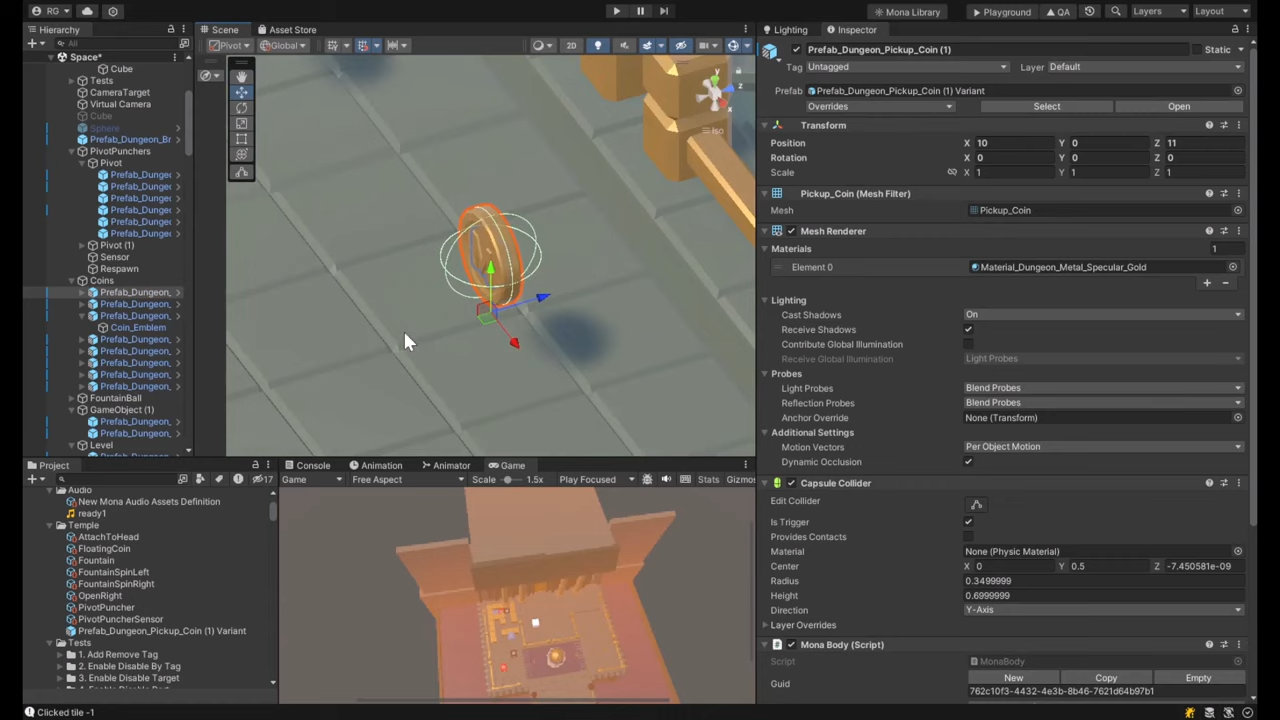 RG
Mona Library
Playground
QA
Layers
Layout
Hierarchy
All
Space*
Cube
Tests
CameraTarget
Virtual Camera
Cube
Sphere
Prefab_Dungeon_Br
PivotPunchers
Pivot
Prefab_Dunge
Prefab_Dunge
Prefab_Dunge
Prefab_Dunge
Prefab_Dunge
Prefab_Dunge
Pivot (1)
Sensor
Respawn
Coins
Prefab_Dungeon_
Prefab_Dungeon_
Prefab_Dungeon_
Coin_Emblem
Prefab_Dungeon_
Prefab_Dungeon_
Prefab_Dungeon_
Prefab_Dungeon_
Prefab_Dungeon_
FountainBall
GameObject (1)
Prefab_Dungeon_
Prefab_Dungeon_
Level
Scene
Asset Store
Pivot
Global
2D
y
z
x
Iso
Project
17
Audio
New Mona Audio Assets Definition
ready1
Temple
AttachToHead
FloatingCoin
Fountain
FountainSpinLeft
FountainSpinRight
OpenRight
PivotPuncher
PivotPuncherSensor
Prefab_Dungeon_Pickup_Coin (1) Variant
Tests
1. Add Remove Tag
2. Enable Disable By Tag
3. Enable Disable Target
Console
Animation
Animator
Game
Game
Free Aspect
Scale
1.5x
Play Focused
Stats
Gizmos
Lighting
Inspector
Prefab_Dungeon_Pickup_Coin (1)
Static
Tag
Untagged
Layer
Default
Prefab
Prefab_Dungeon_Pickup_Coin (1) Variant
Overrides
Select
Open
Transform
Position
X 10 Y 0 Z 11
Rotation
X 0 Y 0 Z 0
Scale
X 1 Y 1 Z 1
Pickup_Coin (Mesh Filter)
Mesh
Pickup_Coin
Mesh Renderer
Materials
1
Element 0
Material_Dungeon_Metal_Specular_Gold
Lighting
Cast Shadows
On
Receive Shadows
Contribute Global Illumination
Receive Global Illumination
Light Probes
Probes
Light Probes
Blend Probes
Reflection Probes
Blend Probes
Anchor Override
None (Transform)
Additional Settings
Motion Vectors
Per Object Motion
Dynamic Occlusion
Capsule Collider
Edit Collider
Is Trigger
Provides Contacts
Material
None (Physic Material)
Center
X 0 Y 0.5 Z -7.450581e-09
Radius
0.3499999
Height
0.6999999
Direction
Y-Axis
Layer Overrides
Mona Body (Script)
Script
MonaBody
New
Copy
Empty
Guid
762c10f3-4432-4e3b-8b46-7621d64b97b1
Clicked tile -1